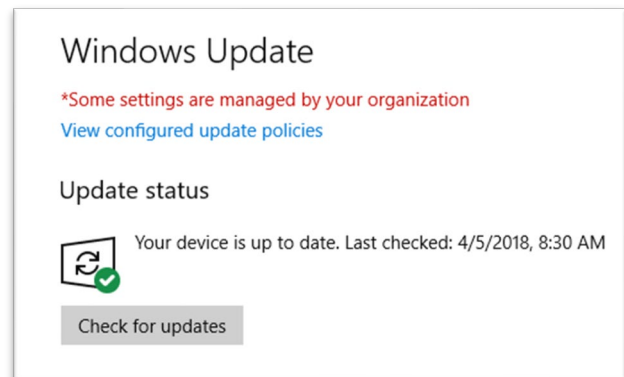 Windows Update
*Some settings are managed by your organization
View configured update policies
Update status
Your device is up to date. Last checked: 4/5/2018, 8:30 AM
Check for updates